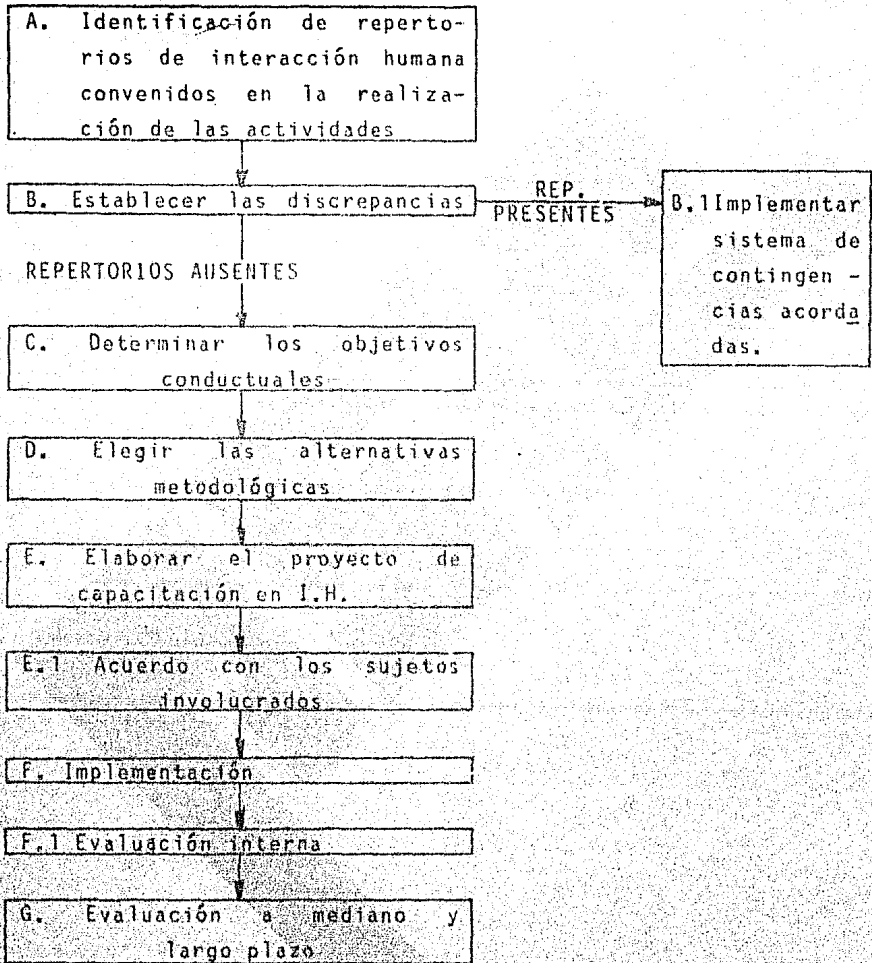 A. Identificación de reperto-
rios de interacción humana
convenidos en la realiza-
ción de las actividades
B. Establecer las discrepancias
REP.
PRESENTES
B.1Implementar
sistema de
contingen -
cias acorda
das.
REPERTORIOS AUSENTES
C. Determinar los objetivos
conductuales
D. Elegir las alternativas
metodológicas
E. Elaborar el proyecto de
capacitación en I.H.
E.1 Acuerdo con los sujetos
involucrados
F. Implementación
F.1 Evaluación interna
G. Evaluación a mediano y
largo plazo